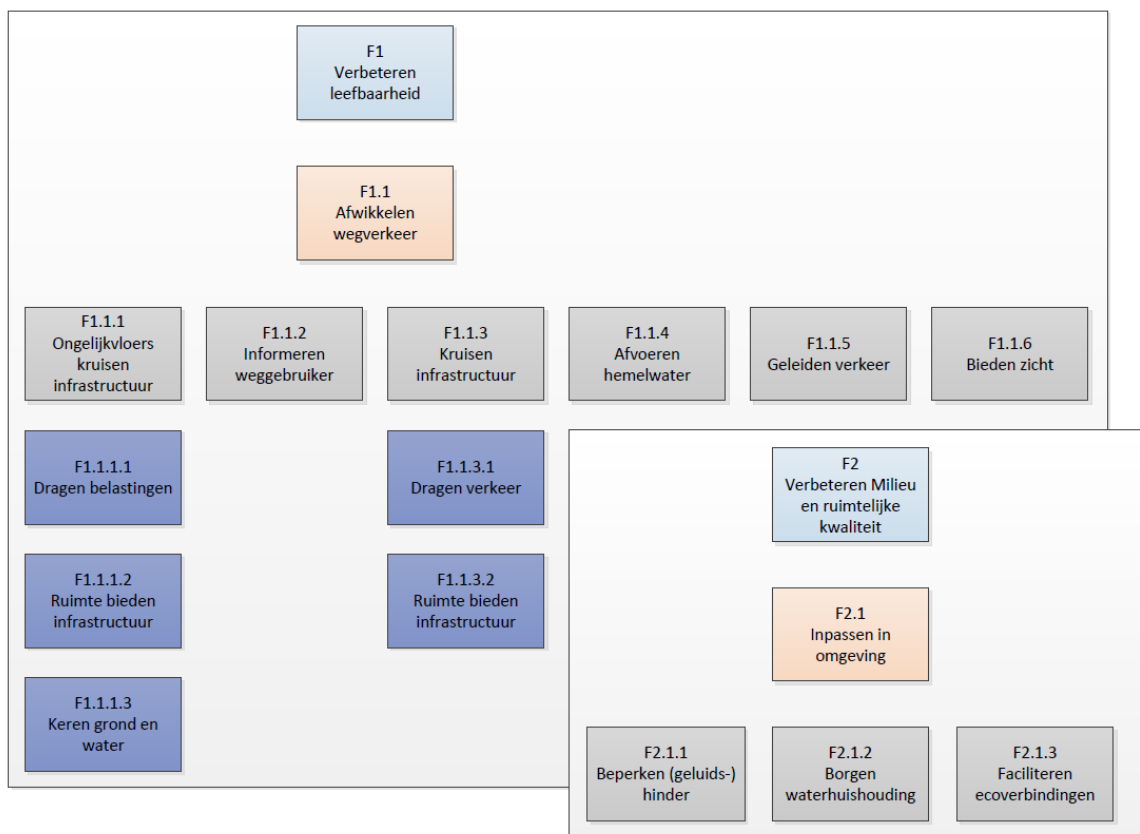 F1
Verbeteren
leefbaarheid
F1.1
Afwikkelen
wegverkeer
F1.1.1
Ongelijkvloers
kruisen
infrastructuur
F1.1.2
Informeren
weggebruiker
F1.1.3
Kruisen
infrastructuur
F1.1.4
Afvoeren
hemelwater
F1.1.5
Geleiden verkeer
F1.1.6
Bieden zicht
F1.1.1.1
Dragen belastingen
F1.1.3.1
Dragen verkeer
F1.1.1.2
Ruimte bieden
infrastructuur
F1.1.3.2
Ruimte bieden
infrastructuur
F1.1.1.3
Keren grond en
water
F2
Verbeteren Milieu
en ruimtelijke
kwaliteit
F2.1
Inpassen in
omgeving
F2.1.1
Beperken (geluids-)
hinder
F2.1.2
Borgen
waterhuishouding
F2.1.3
Faciliteren
ecoverbindingen